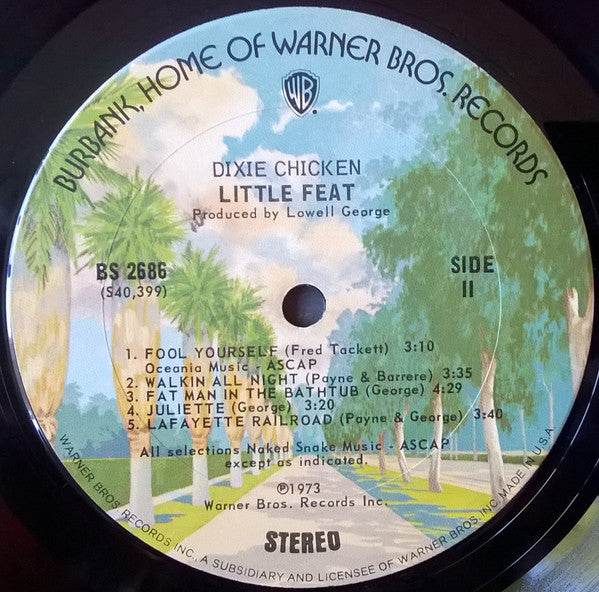 BURBANK, HOME OF WARNER BROS. RECORDS
WB
DIXIE CHICKEN
LITTLE FEAT
Produced by Lowell George
BS 2686
(S40,399)
SIDE
II
1. FOOL YOURSELF (Fred Tackett) 3:10
Oceania Music - ASCAP
2. WALKIN ALL NIGHT (Payne & Barrere) 3:35
3. FAT MAN IN THE BATHTUB (George) 4:29
4. JULIETTE (George) 3:20
5. LAFAYETTE RAILROAD (Payne & George) 3:40
All selections Naked Snake Music - ASCAP
except as indicated.
℗1973
Warner Bros. Records Inc.
STEREO
WARNER BROS. RECORDS INC., A SUBSIDIARY AND LICENSEE OF WARNER BROS. INC. MADE IN U.S.A.